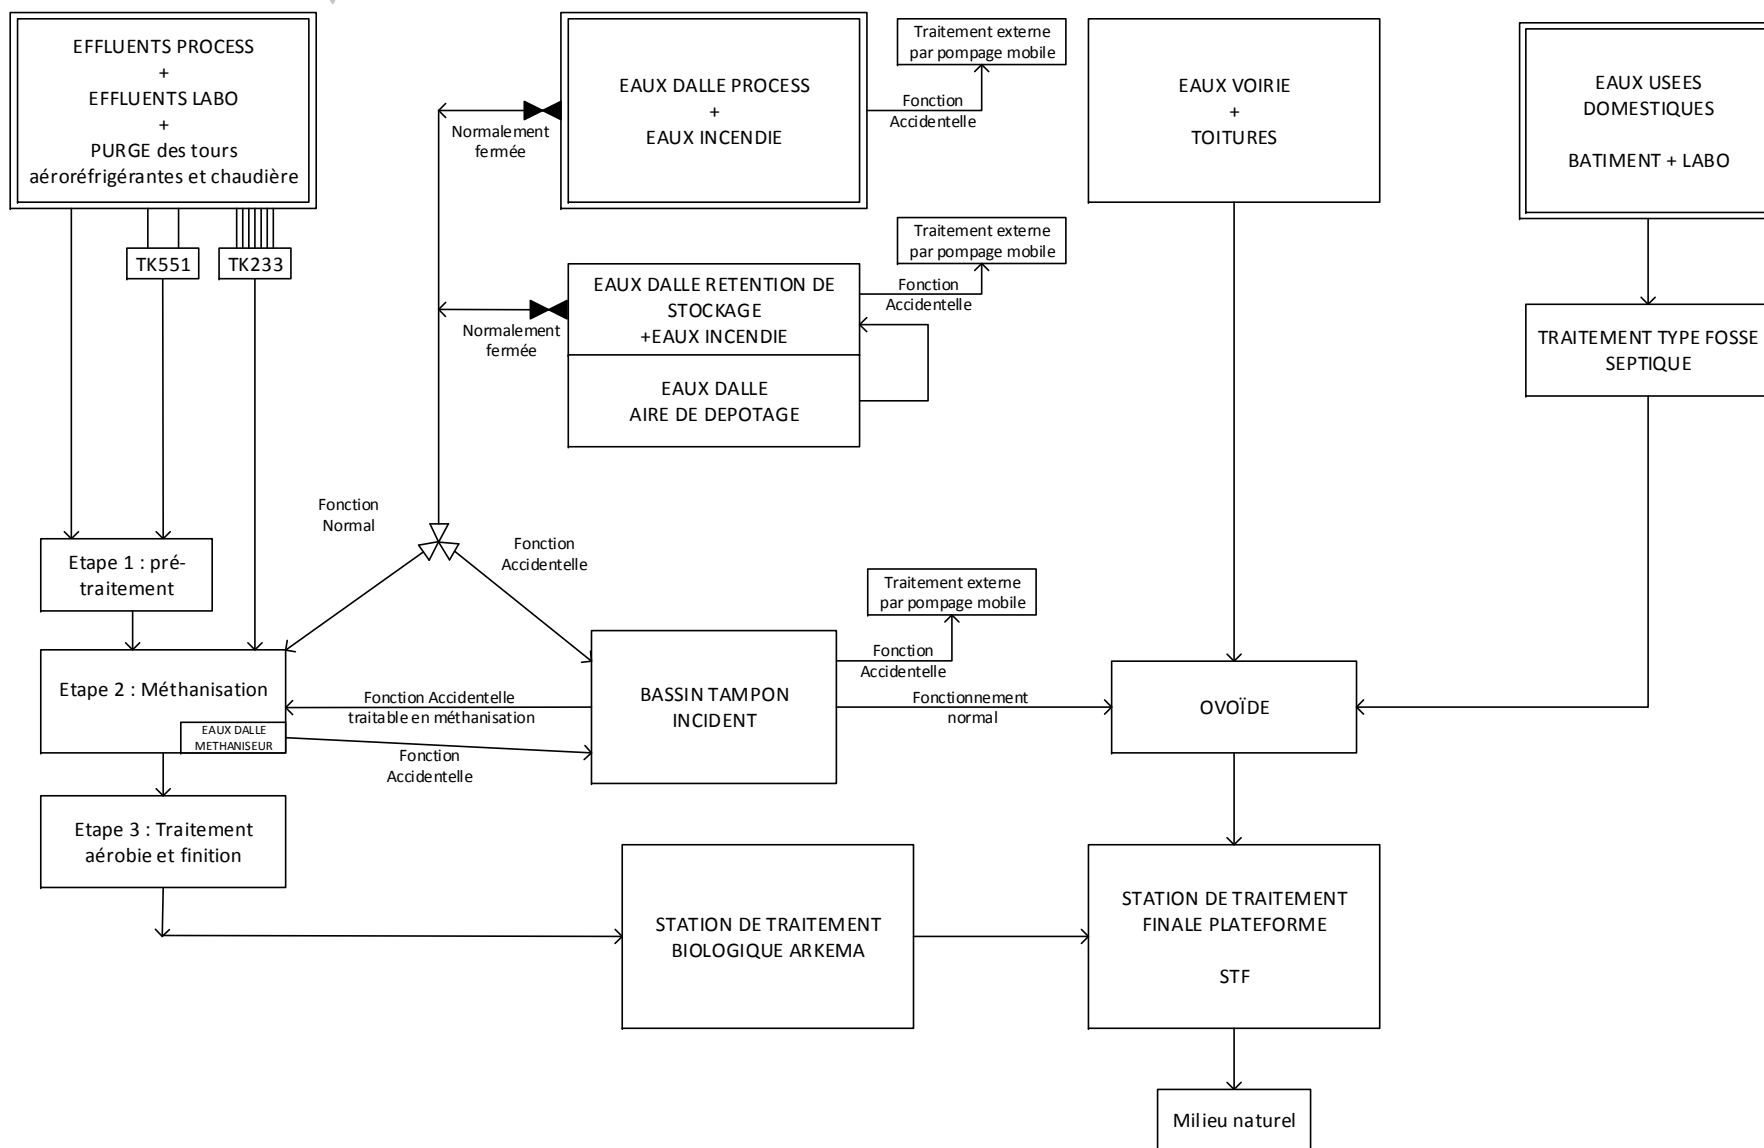 EFFLUENTS PROCESS
+
EFFLUENTS LABO
+
PURGE des tours
aéroréfrigérantes et chaudière
EAUX DALLE PROCESS
+
EAUX INCENDIE
Traitement externe
par pompage mobile
Fonction
Accidentelle
Normalement
fermée
EAUX VOIRIE
+
TOITURES
EAUX USEES
DOMESTIQUES
BATIMENT + LABO
TK551
TK233
EAUX DALLE RETENTION DE
STOCKAGE
+EAUX INCENDIE
Traitement externe
par pompage mobile
Fonction
Accidentelle
Normalement
fermée
EAUX DALLE
AIRE DE DEPOTAGE
TRAITEMENT TYPE FOSSE
SEPTIQUE
Fonction
Normal
Fonction
Accidentelle
Etape 1 : pré-
traitement
Traitement externe
par pompage mobile
Fonction
Accidentelle
Etape 2 : Méthanisation
EAUX DALLE
METHANISEUR
Fonction Accidentelle
traitable en méthanisation
Fonction
Accidentelle
BASSIN TAMPON
INCIDENT
Fonctionnement
normal
OVOÏDE
Etape 3 : Traitement
aérobie et finition
STATION DE TRAITEMENT
BIOLOGIQUE ARKEMA
STATION DE TRAITEMENT
FINALE PLATEFORME
STF
Milieu naturel